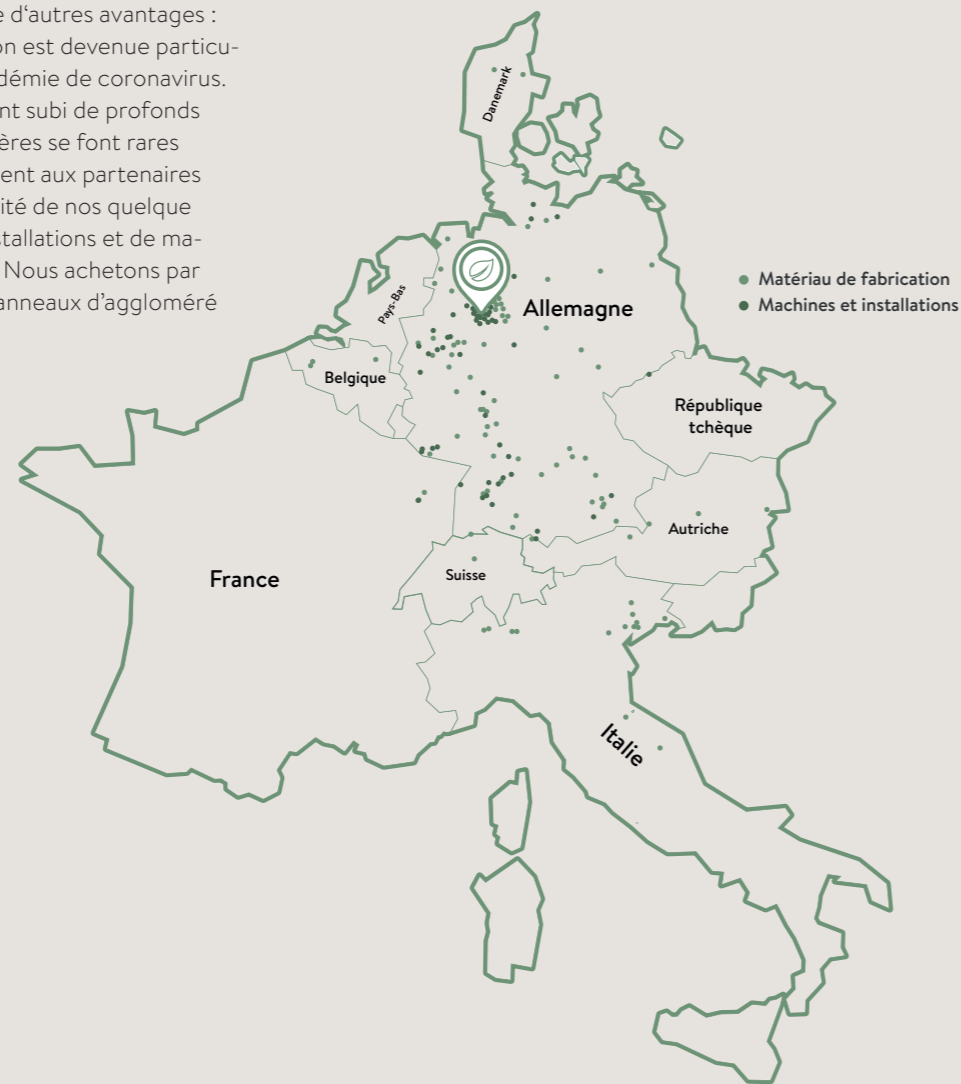 e d‘autres avantages :
on est devenue particu-
démie de coronavirus.
nt subi de profonds
ères se font rares
ent aux partenaires
ité de nos quelque
stallations et de ma-
Nous achetons par
anneaux d’aggloméré
Danemark
Pays-Bas
Allemagne
Matériau de fabrication
Machines et installations
Belgique
République
tchèque
Autriche
France
Suisse
Italie